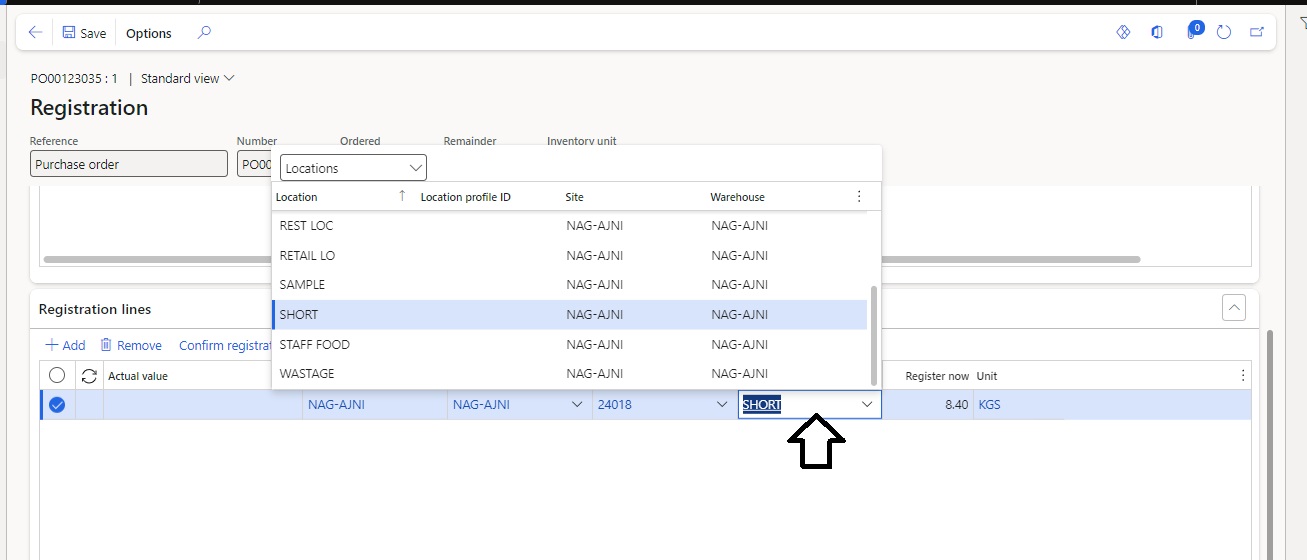 Save Options 0
PO00123035 : 1 | Standard view
Registration
Reference Number Ordered Remainder Inventory unit
Purchase order PO00
Locations
Location Location profile ID Site Warehouse
REST LOC NAG-AJNI NAG-AJNI
RETAIL LO NAG-AJNI NAG-AJNI
SAMPLE NAG-AJNI NAG-AJNI
SHORT NAG-AJNI NAG-AJNI
STAFF FOOD NAG-AJNI NAG-AJNI
WASTAGE NAG-AJNI NAG-AJNI
Registration lines
Add Remove Confirm registrat
Actual value Register now Unit
NAG-AJNI NAG-AJNI 24018 SHORT 8.40 KGS